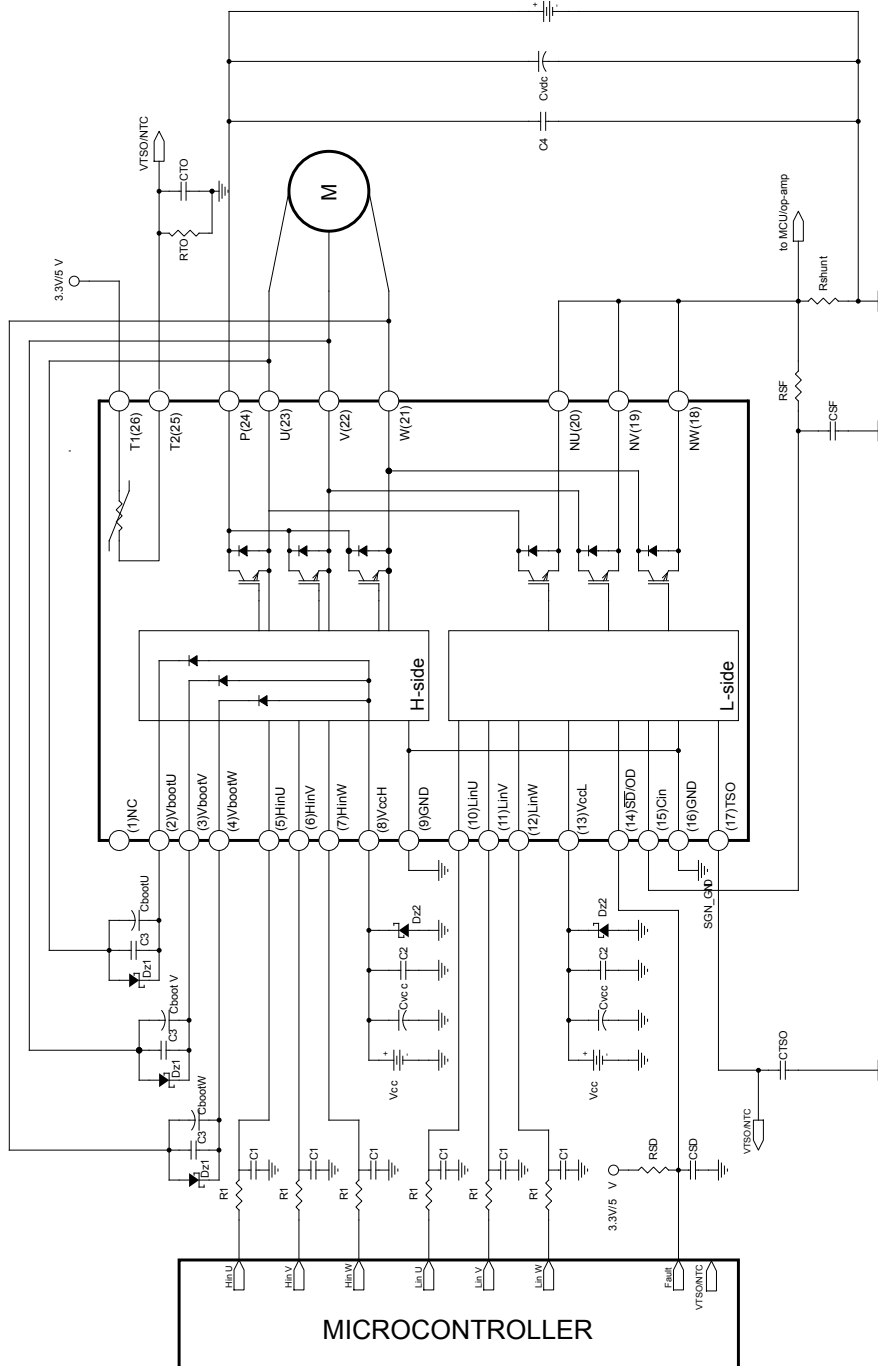 Cvdc
C4
VTSO/NTC
CTO
RTO
M
3.3V/5 V
to MCU/op-amp
Rshunt
RSF
CSF
T1(26)
T2(25)
P(24)
U(23)
V(22)
W(21)
NU(20)
NV(19)
NW(18)
H-side
L-side
(1)NC
(2)VbootU
(3)VbootV
(4)VbootW
(5)HinU
(6)HinV
(7)HinW
(8)VccH
(9)GND
(10)LinU
(11)LinV
(12)LinW
(13)VccL
(14)SD/OD
(15)Cin
(16)GND
(17)TSO
CbootU
C3
Dz1
Cboot V
C3
Dz1
CbootW
C3
Dz1
Dz2
C2
Cvc c
Vcc
+ -
Dz2
C2
Cvcc
Vcc
+ -
SGN_GND
CTSO
VTSO/NTC
R1
C1
R1
C1
R1
C1
R1
C1
R1
C1
R1
C1
3.3V/5 V
RSD
CSD
Hin U
Hin V
Hin W
Lin U
Lin V
Lin W
Fault
VTSO/NTC
MICROCONTROLLER
+ -